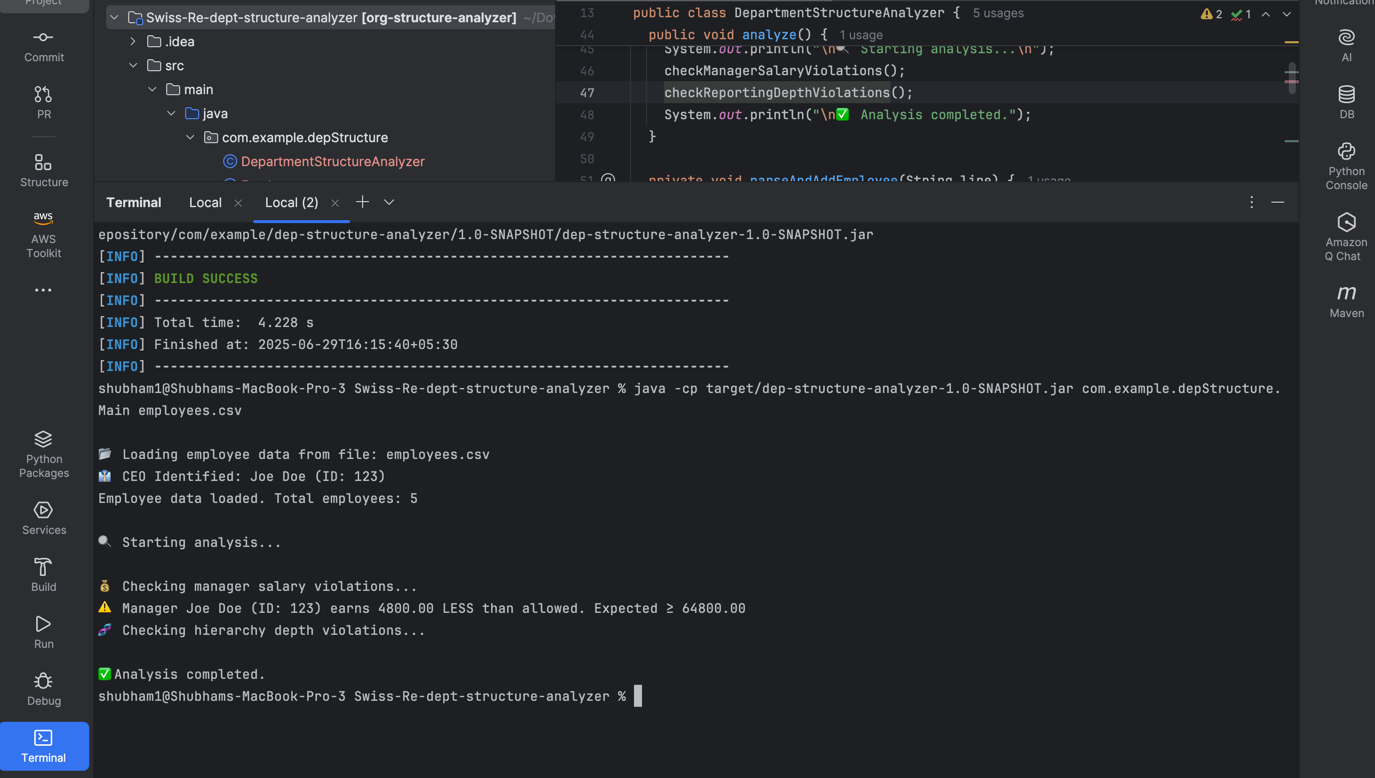 Project
Commit
PR
Structure
aws
AWS
Toolkit
Python
Packages
Services
Build
Run
Debug
Terminal
Swiss-Re-dept-structure-analyzer [org-structure-analyzer] ~/Do
.idea
src
main
java
com.example.depStructure
DepartmentStructureAnalyzer
13 public class DepartmentStructureAnalyzer { 5 usages
44 public void analyze() { 1 usage
45 System.out.println("\n🔍 Starting analysis...\n");
46 checkManagerSalaryViolations();
47 checkReportingDepthViolations();
48 System.out.println("\n✅ Analysis completed.");
49 }
50
51 private void parseAndAddEmployee(String line) { 1 usage
2 1
Terminal Local Local (2)
epository/com/example/dep-structure-analyzer/1.0-SNAPSHOT/dep-structure-analyzer-1.0-SNAPSHOT.jar
[INFO] ------------------------------------------------------------------------
[INFO] BUILD SUCCESS
[INFO] ------------------------------------------------------------------------
[INFO] Total time:  4.228 s
[INFO] Finished at: 2025-06-29T16:15:40+05:30
[INFO] ------------------------------------------------------------------------
shubham1@Shubhams-MacBook-Pro-3 Swiss-Re-dept-structure-analyzer % java -cp target/dep-structure-analyzer-1.0-SNAPSHOT.jar com.example.depStructure.
Main employees.csv
📂 Loading employee data from file: employees.csv
👔 CEO Identified: Joe Doe (ID: 123)
Employee data loaded. Total employees: 5
🔍 Starting analysis...
💰 Checking manager salary violations...
⚠️ Manager Joe Doe (ID: 123) earns 4800.00 LESS than allowed. Expected ≥ 64800.00
🧬 Checking hierarchy depth violations...
✅Analysis completed.
shubham1@Shubhams-MacBook-Pro-3 Swiss-Re-dept-structure-analyzer %
Notification
AI
DB
Python
Console
Amazon
Q Chat
m
Maven